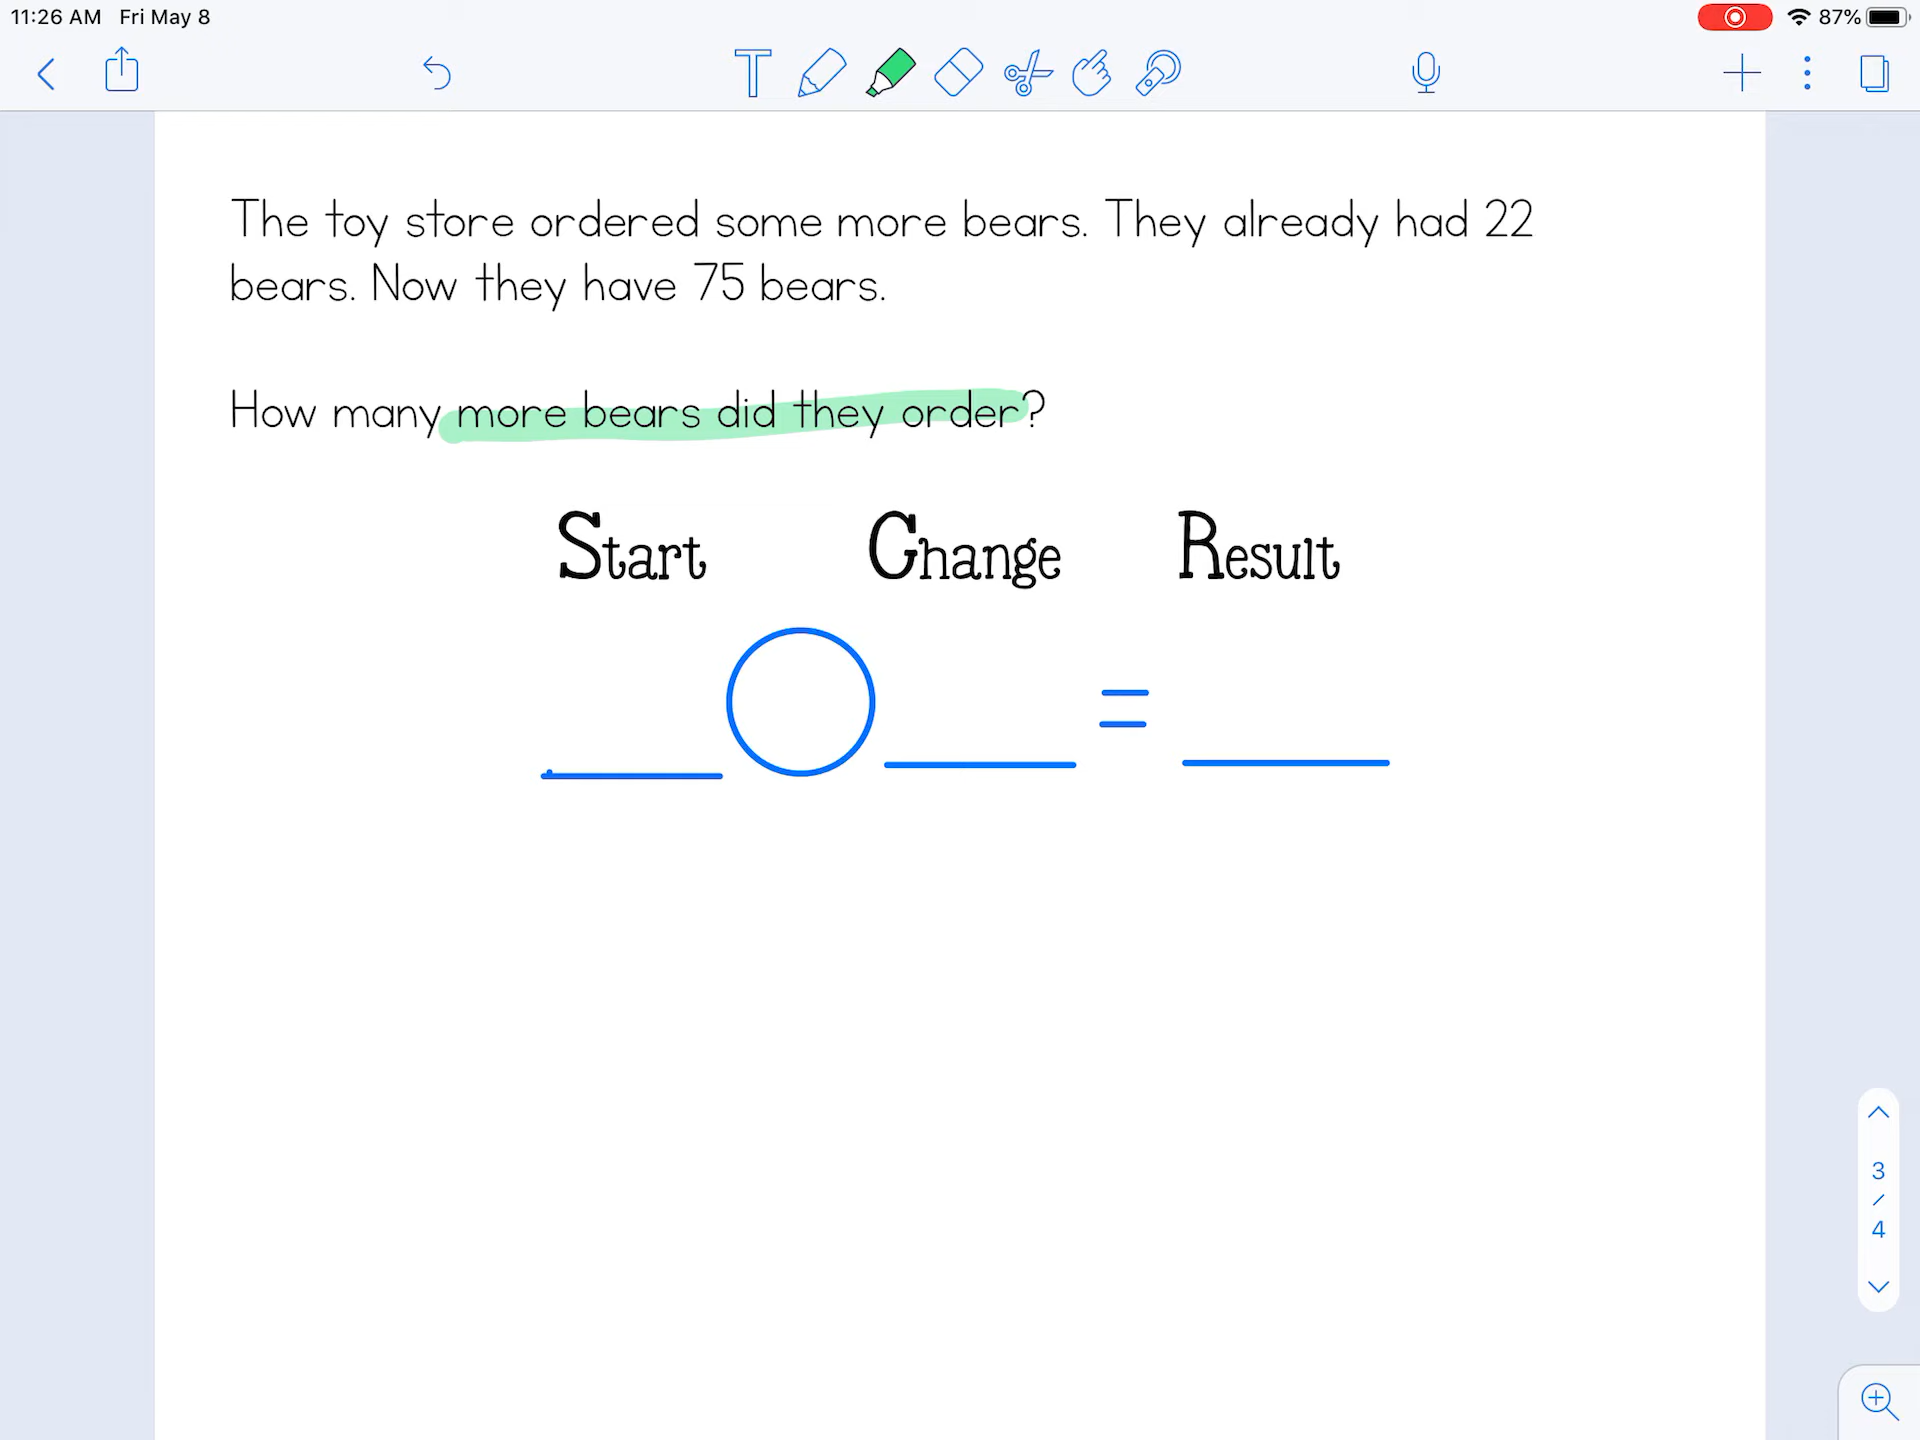 11:26 AM Fri May 8
87%
T
The toy store ordered some more bears. They already had 22
bears. Now they have 75 bears.
How many more bears did they order?
Start Change Result
=
3
/
4